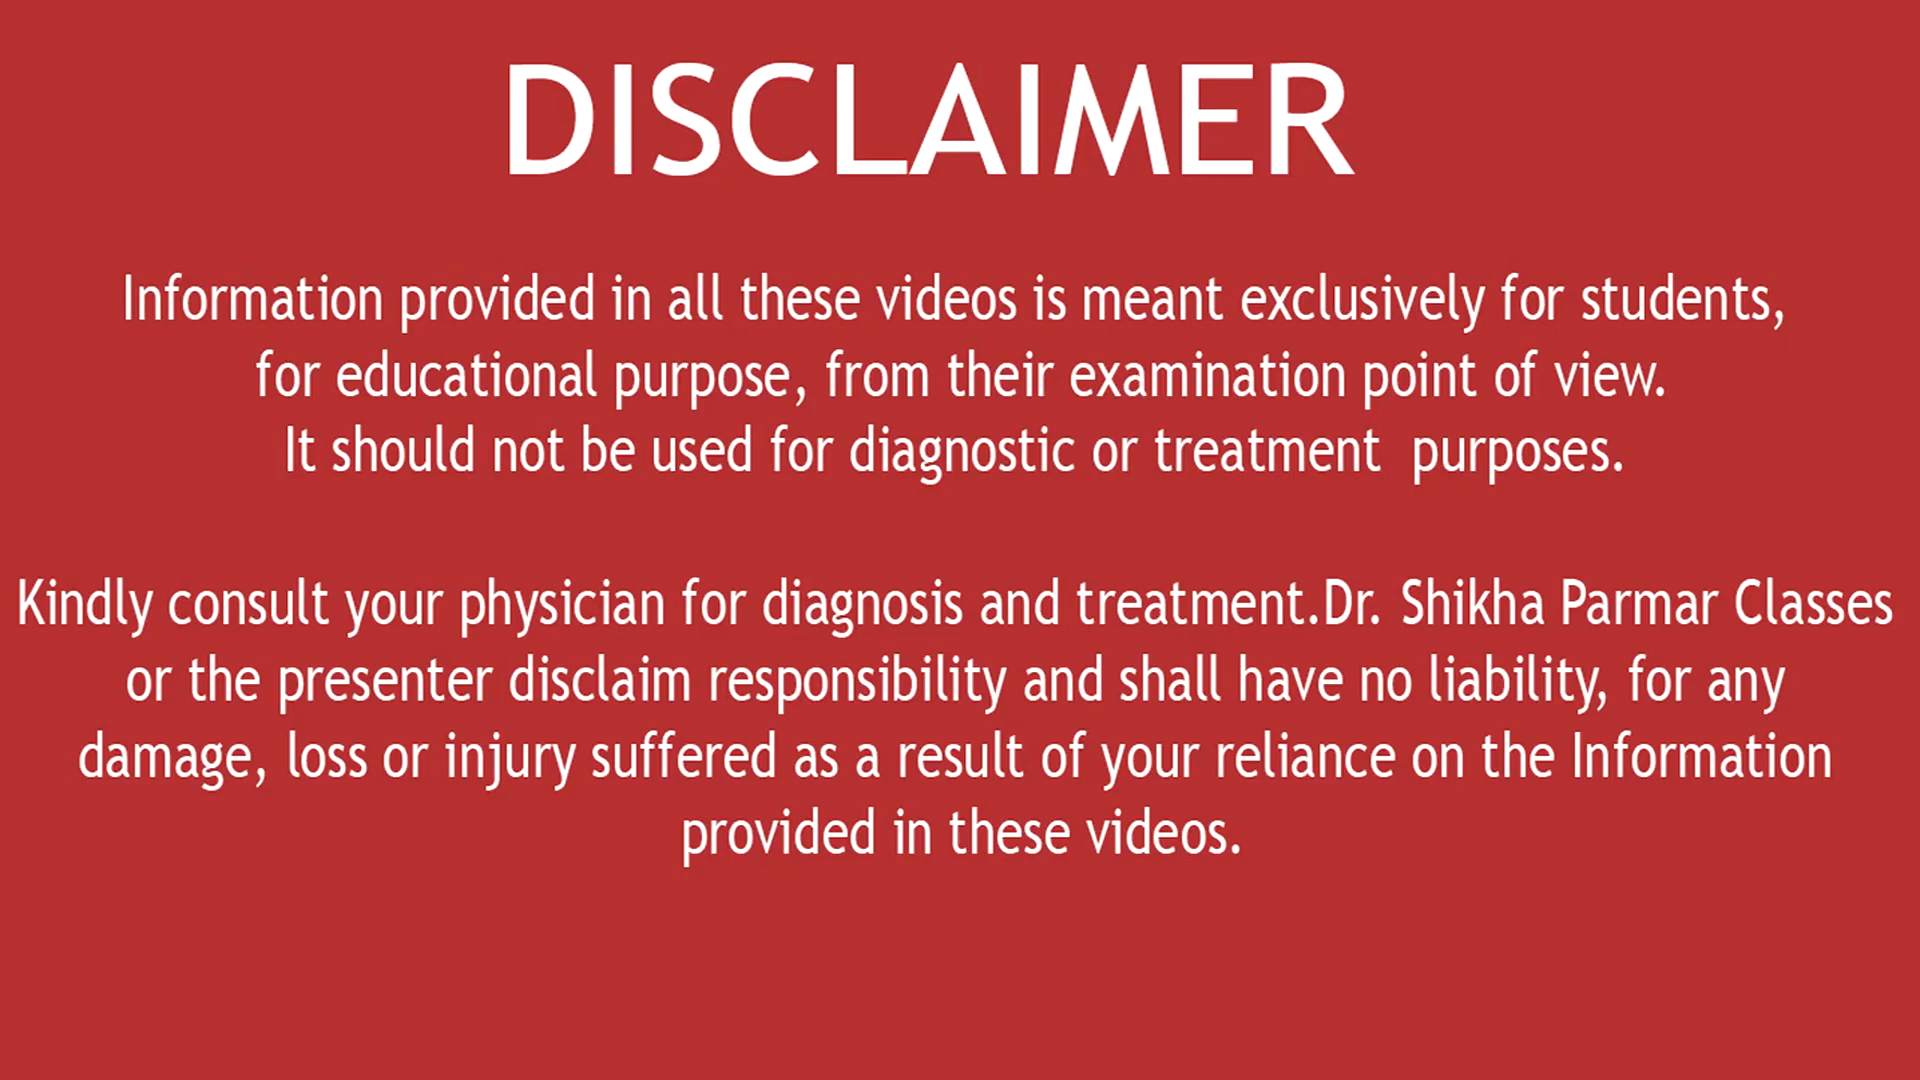 DISCLAIMER
Information provided in all these videos is meant exclusively for students,
for educational purpose, from their examination point of view.
It should not be used for diagnostic or treatment  purposes.
Kindly consult your physician for diagnosis and treatment.Dr. Shikha Parmar Classes
or the presenter disclaim responsibility and shall have no liability, for any
damage, loss or injury suffered as a result of your reliance on the Information
provided in these videos.